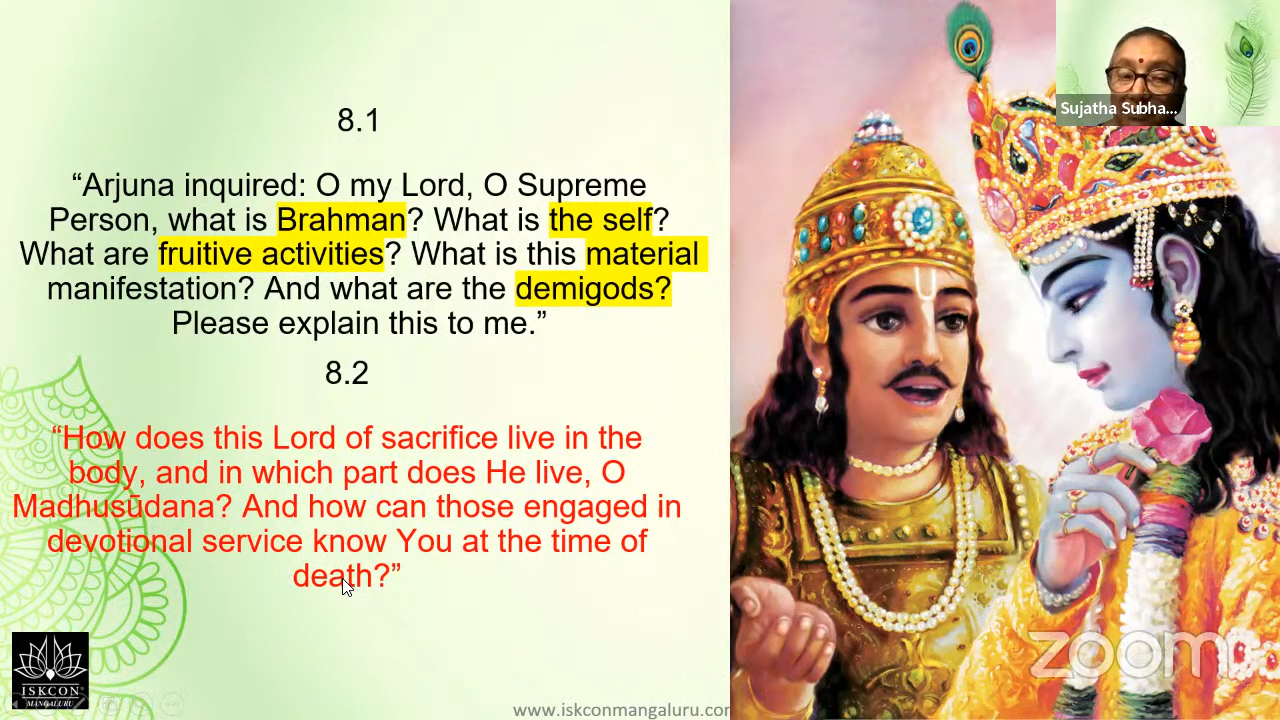 8.1
“Arjuna inquired: O my Lord, O Supreme
Person, what is Brahman? What is the self?
What are fruitive activities? What is this material
manifestation? And what are the demigods?
Please explain this to me.”
8.2
“How does this Lord of sacrifice live in the
body, and in which part does He live, O
Madhusūdana? And how can those engaged in
devotional service know You at the time of
death?”
Sujatha Subha...
ISKCON
MANGALURU
www.iskconmangaluru.cor
zoom